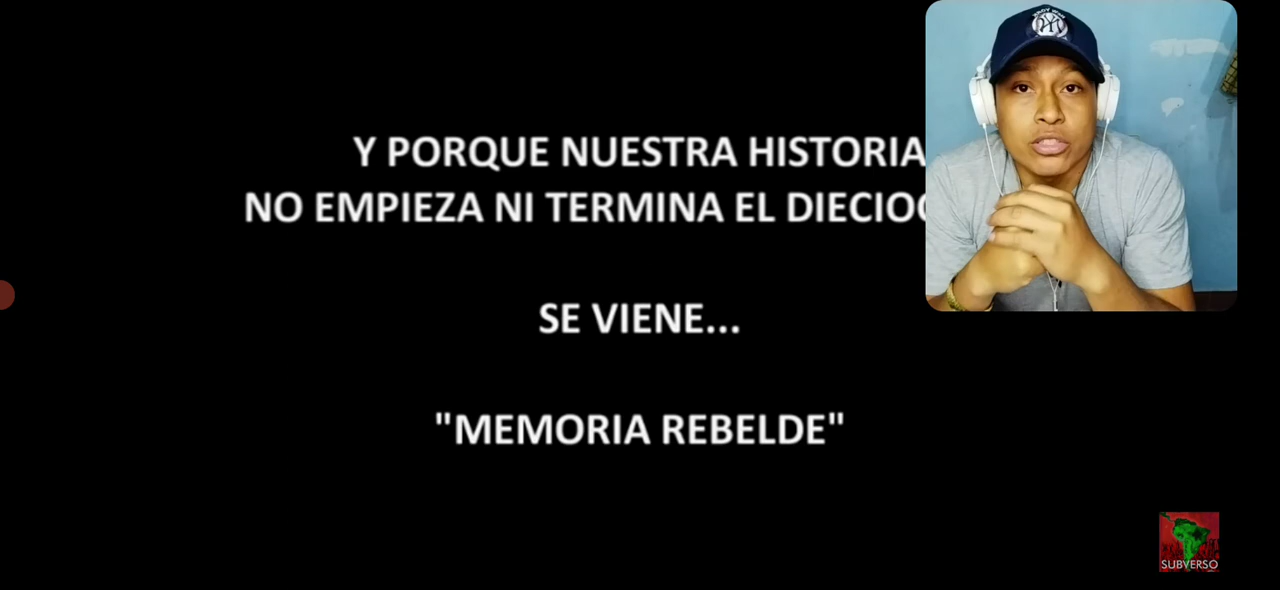 Y PORQUE NUESTRA HISTORIA
NO EMPIEZA NI TERMINA EL
SE VIENE...
"MEMORIA REBELDE"
SUBVERSO